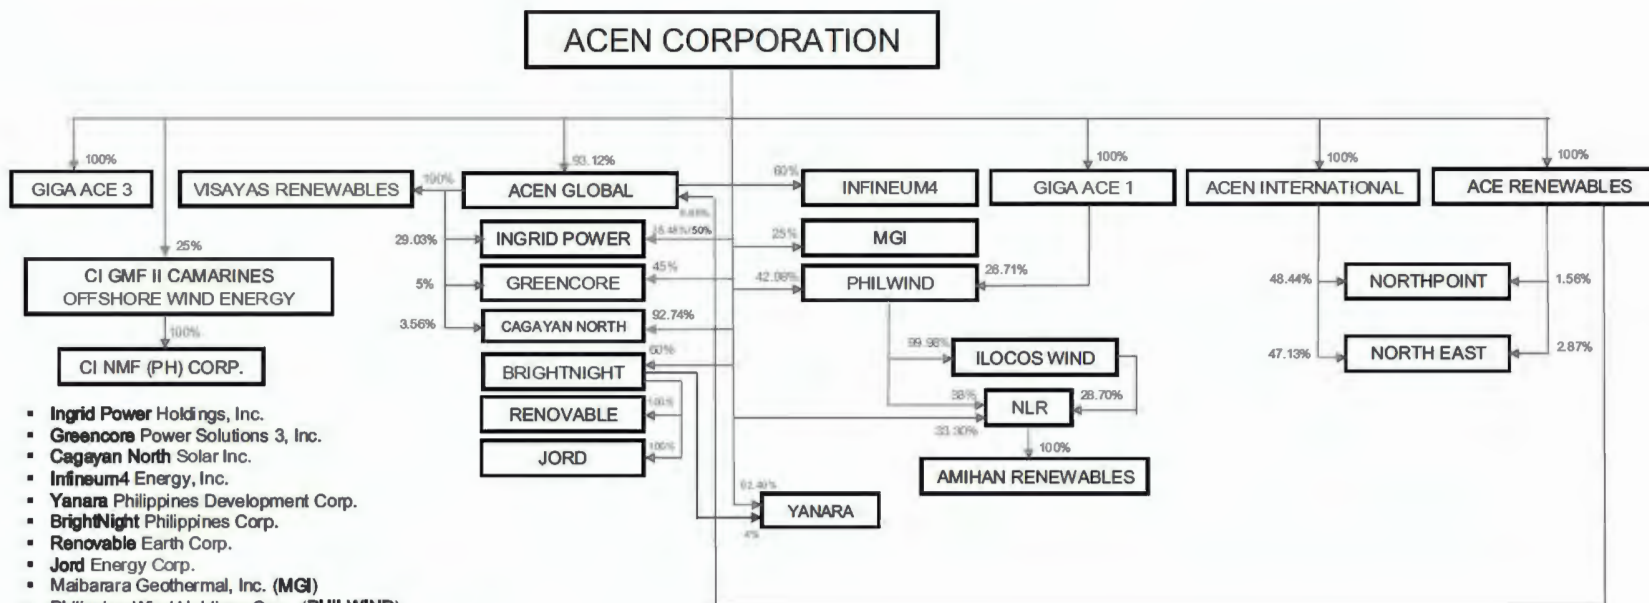 ACEN CORPORATION
100%
93.12%
100%
100%
100%
GIGA ACE 3
VISAYAS RENEWABLES
ACEN GLOBAL
60%
INFINEUM4
GIGA ACE 1
ACEN INTERNATIONAL
ACE RENEWABLES
25%
CI GMF II CAMARINES
OFFSHORE WIND ENERGY
100%
CI NMF (PH) CORP.
29.03%
INGRID POWER
50%
25%
MGI
5%
GREENCORE
45%
42.08%
PHILWIND
26.71%
48.44%
NORTHPOINT
1.56%
3.56%
CAGAYAN NORTH
92.74%
99.98%
ILOCOS WIND
47.13%
NORTH EAST
2.87%
60%
BRIGHTNIGHT
RENOVABLE
100%
38%
NLR
28.70%
33.30%
JORD
100%
100%
AMIHAN RENEWABLES
YANARA
4%
▪ Ingrid Power Holdings, Inc.
▪ Greencore Power Solutions 3, Inc.
▪ Cagayan North Solar Inc.
▪ Infineum4 Energy, Inc.
▪ Yanara Philippines Development Corp.
▪ BrightNight Philippines Corp.
▪ Renovable Earth Corp.
▪ Jord Energy Corp.
▪ Maibarara Geothermal, Inc. (MGI)